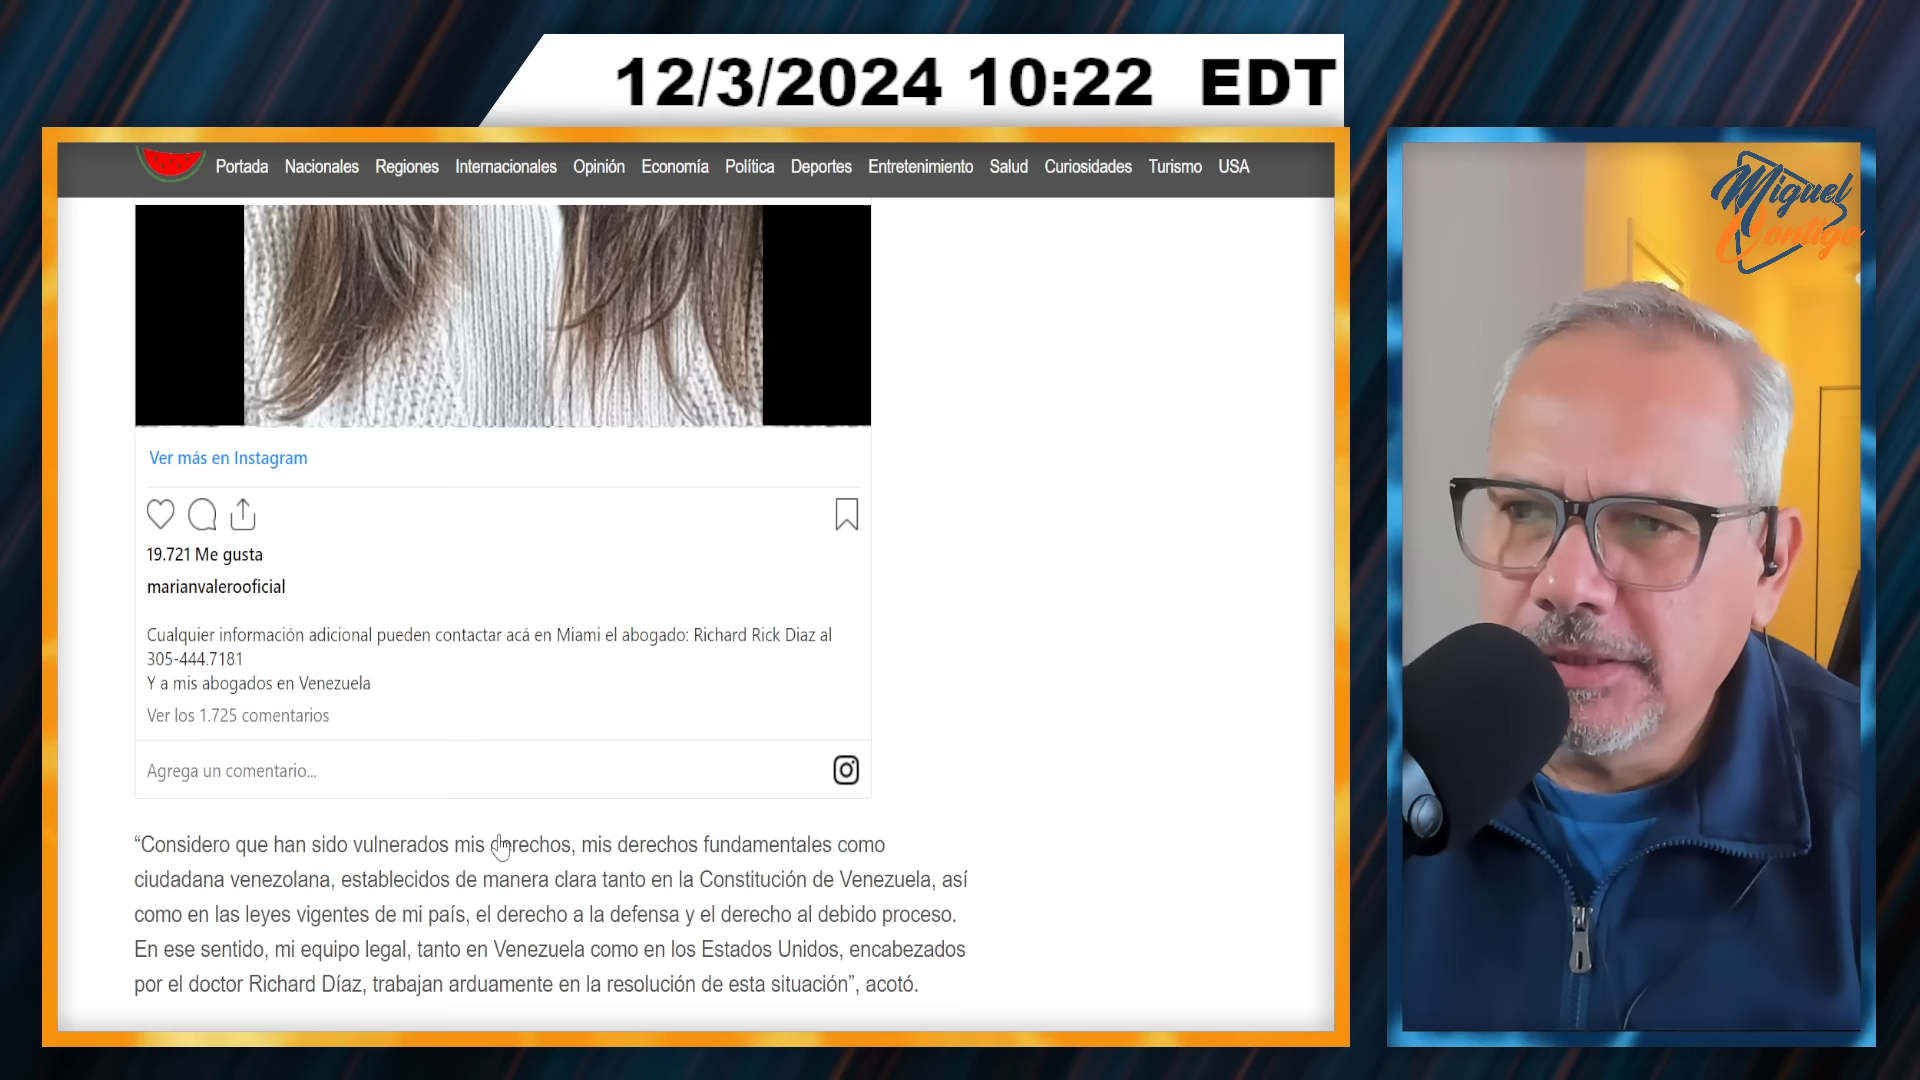 12/3/2024 10:22 EDT
Portada Nacionales Regiones Internacionales Opinión Economía Política Deportes Entretenimiento Salud Curiosidades Turismo USA
Miguel
Contigo
Ver más en Instagram
19.721 Me gusta
marianvalerooficial
Cualquier información adicional pueden contactar acá en Miami el abogado: Richard Rick Diaz al
305-444.7181
Y a mis abogados en Venezuela
Ver los 1.725 comentarios
Agrega un comentario...
“Considero que han sido vulnerados mis derechos, mis derechos fundamentales como
ciudadana venezolana, establecidos de manera clara tanto en la Constitución de Venezuela, así
como en las leyes vigentes de mi país, el derecho a la defensa y el derecho al debido proceso.
En ese sentido, mi equipo legal, tanto en Venezuela como en los Estados Unidos, encabezados
por el doctor Richard Díaz, trabajan arduamente en la resolución de esta situación”, acotó.